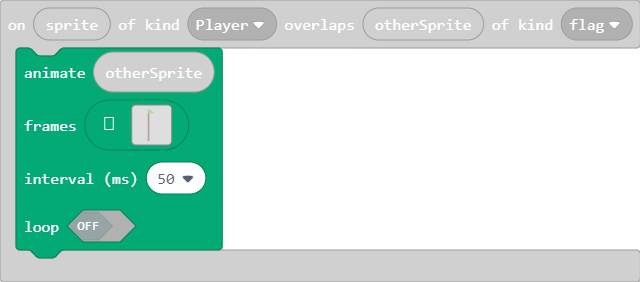 on sprite of kind Player overlaps otherSprite of kind flag
animate otherSprite
frames
interval (ms) 50
loop OFF